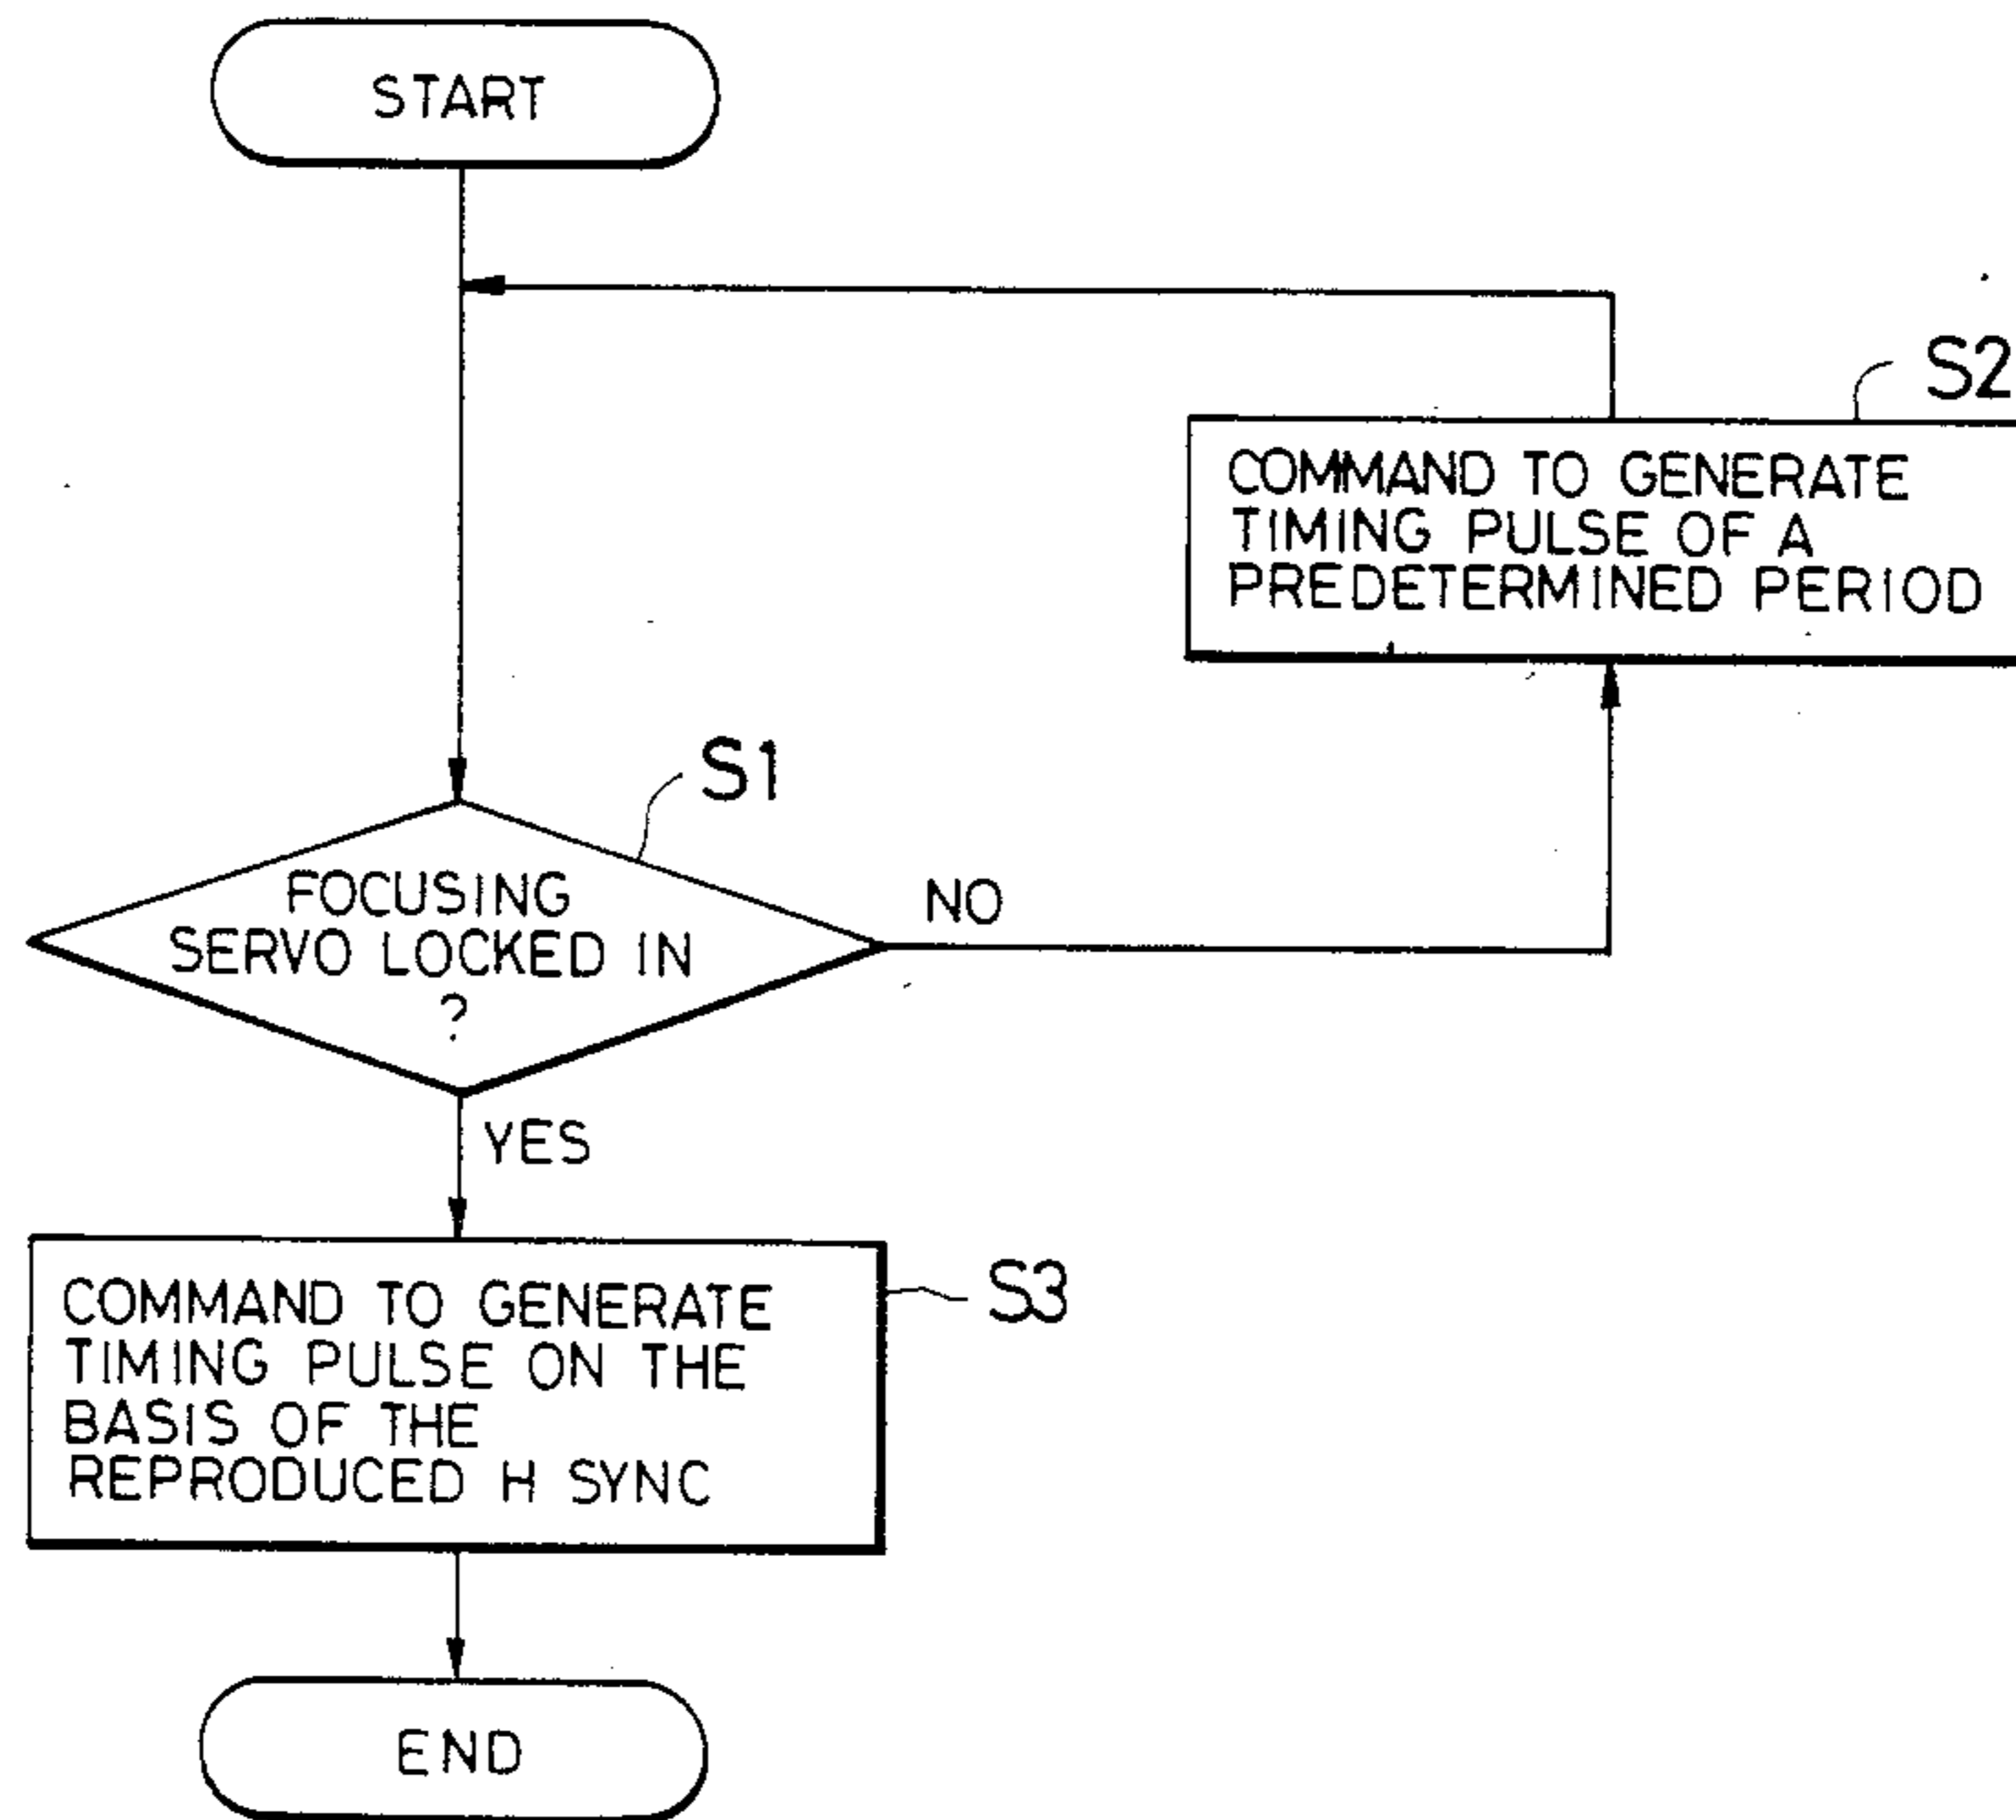 START
S2
COMMAND TO GENERATE
TIMING PULSE OF A
PREDETERMINED PERIOD
S1
FOCUSING
SERVO LOCKED IN
?
NO
YES
S3
COMMAND TO GENERATE
TIMING PULSE ON THE
BASIS OF THE
REPRODUCED H SYNC
END